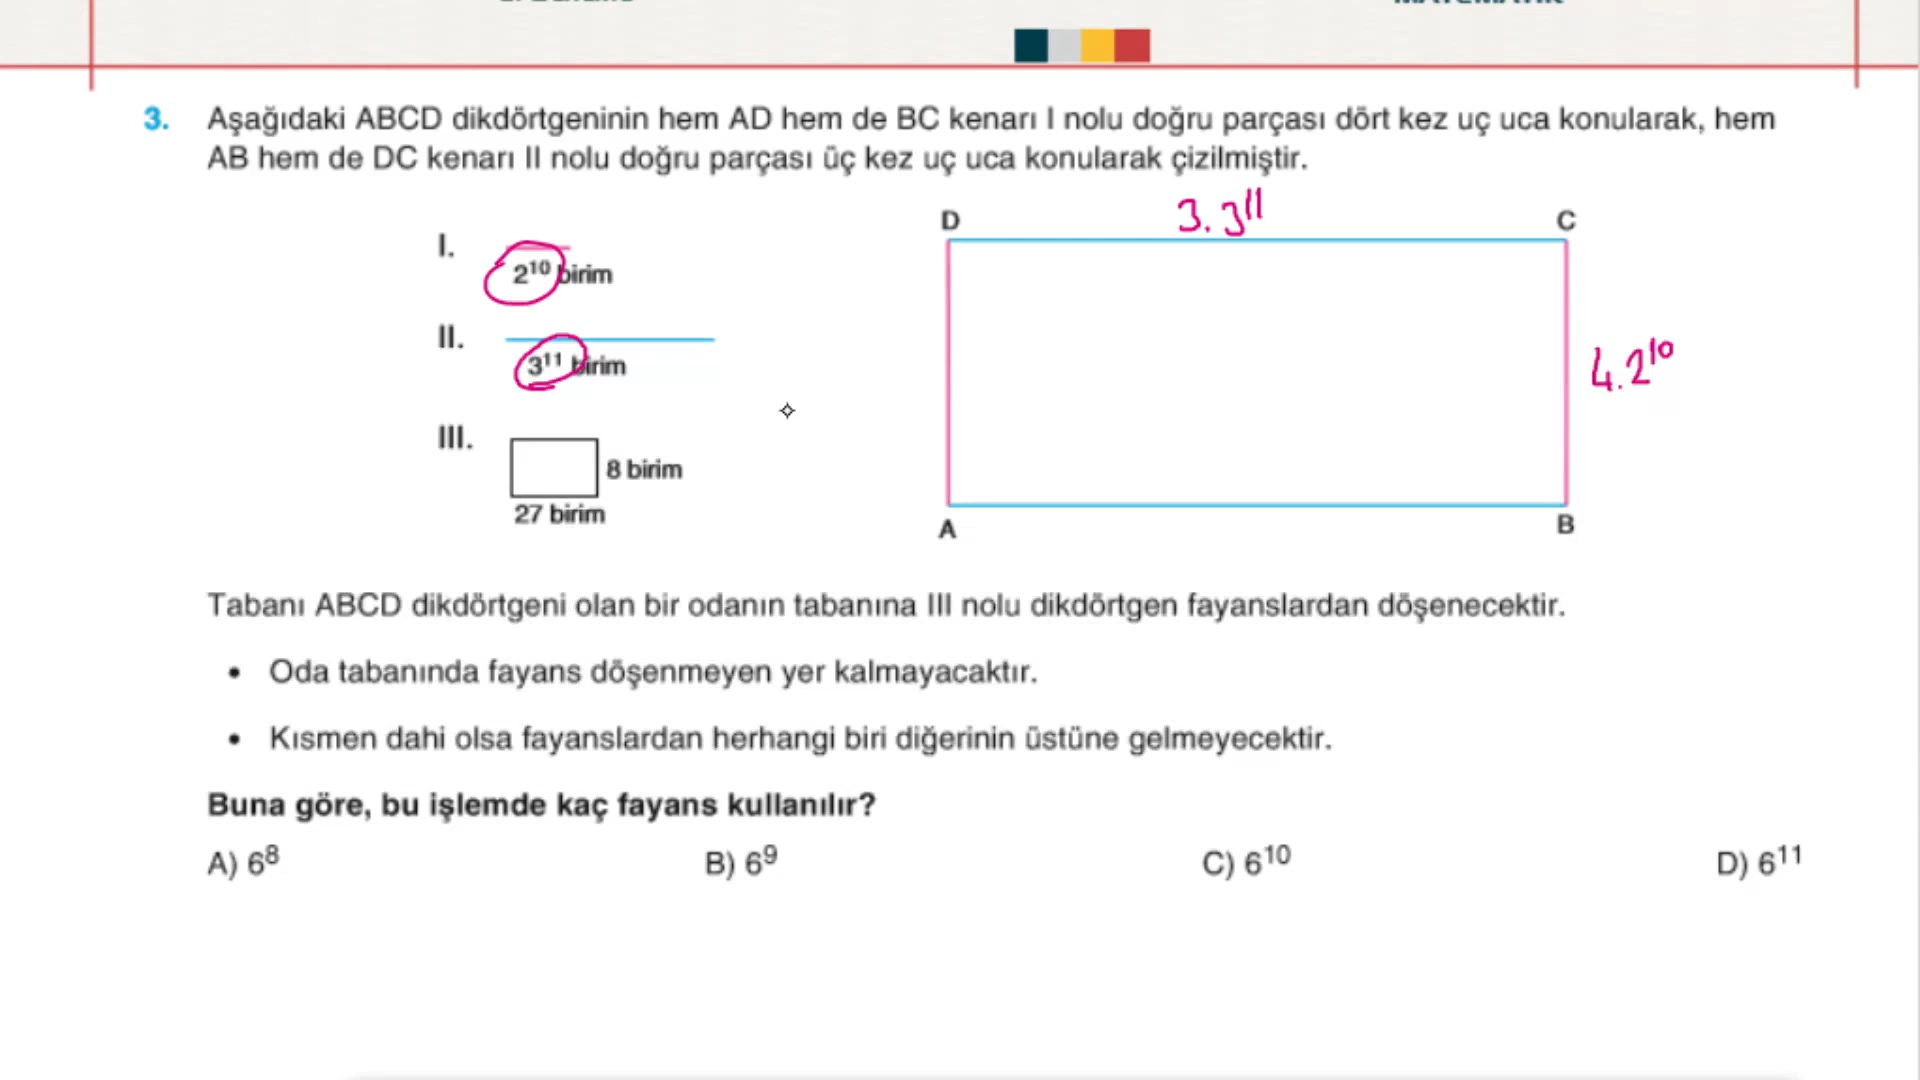 3. Aşağıdaki ABCD dikdörtgeninin hem AD hem de BC kenarı I nolu doğru parçası dört kez uç uca konularak, hem
AB hem de DC kenarı II nolu doğru parçası üç kez uç uca konularak çizilmiştir.
I.
2¹⁰ birim
II.
3¹¹ birim
III.
8 birim
27 birim
D
3.3¹¹
C
4.2¹⁰
A
B
Tabanı ABCD dikdörtgeni olan bir odanın tabanına III nolu dikdörtgen fayanslardan döşenecektir.
• Oda tabanında fayans döşenmeyen yer kalmayacaktır.
• Kısmen dahi olsa fayanslardan herhangi biri diğerinin üstüne gelmeyecektir.
Buna göre, bu işlemde kaç fayans kullanılır?
A) 6⁸ B) 6⁹ C) 6¹⁰ D) 6¹¹